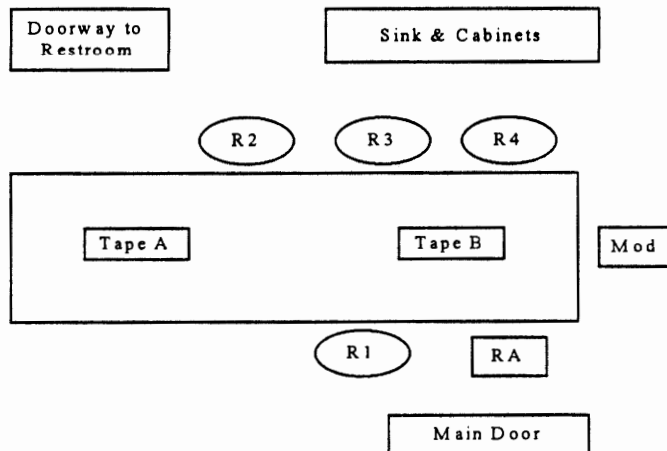 Doorway to
Restroom
Sink & Cabinets
R2
R3
R4
Tape A
Tape B
Mod
R1
RA
Main Door